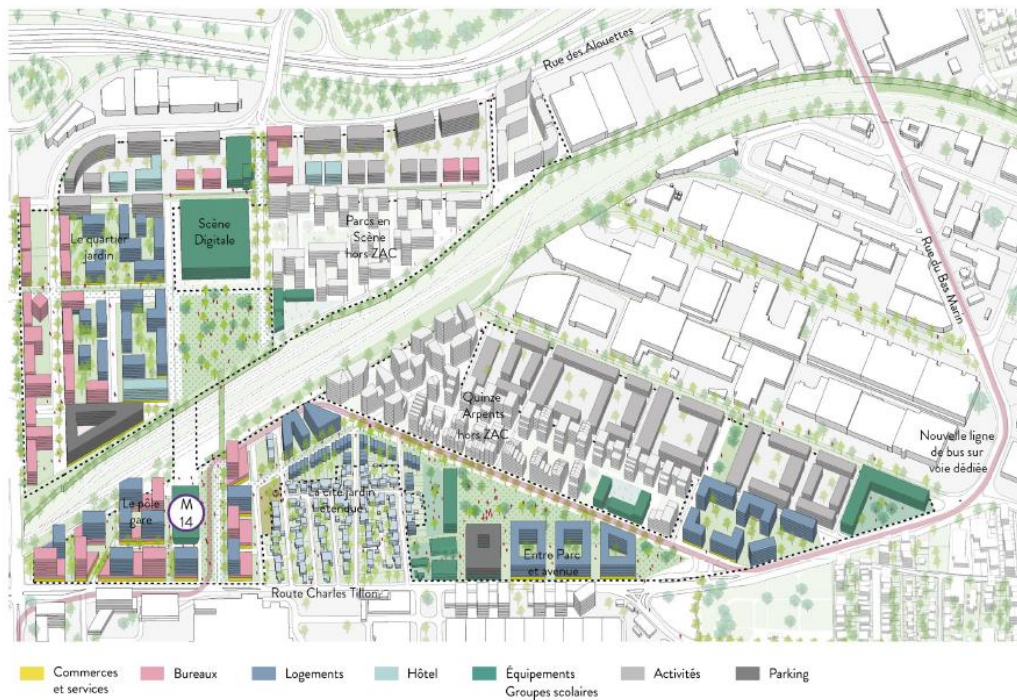 Rue des Alouettes
Scène
Digitale
Parcs en
Scène
hors ZAC
Le quartier
jardin
Rue du Bas Marin
Quinze
Arpents
hors ZAC
Nouvelle ligne
de bus sur
voie dédiée
Le pôle
gare
M
14
La cité jardin
étendue
Entre Parc
et avenue
Route Charles Tillon
Commerces
et services
Bureaux
Logements
Hôtel
Équipements
Groupes scolaires
Activités
Parking